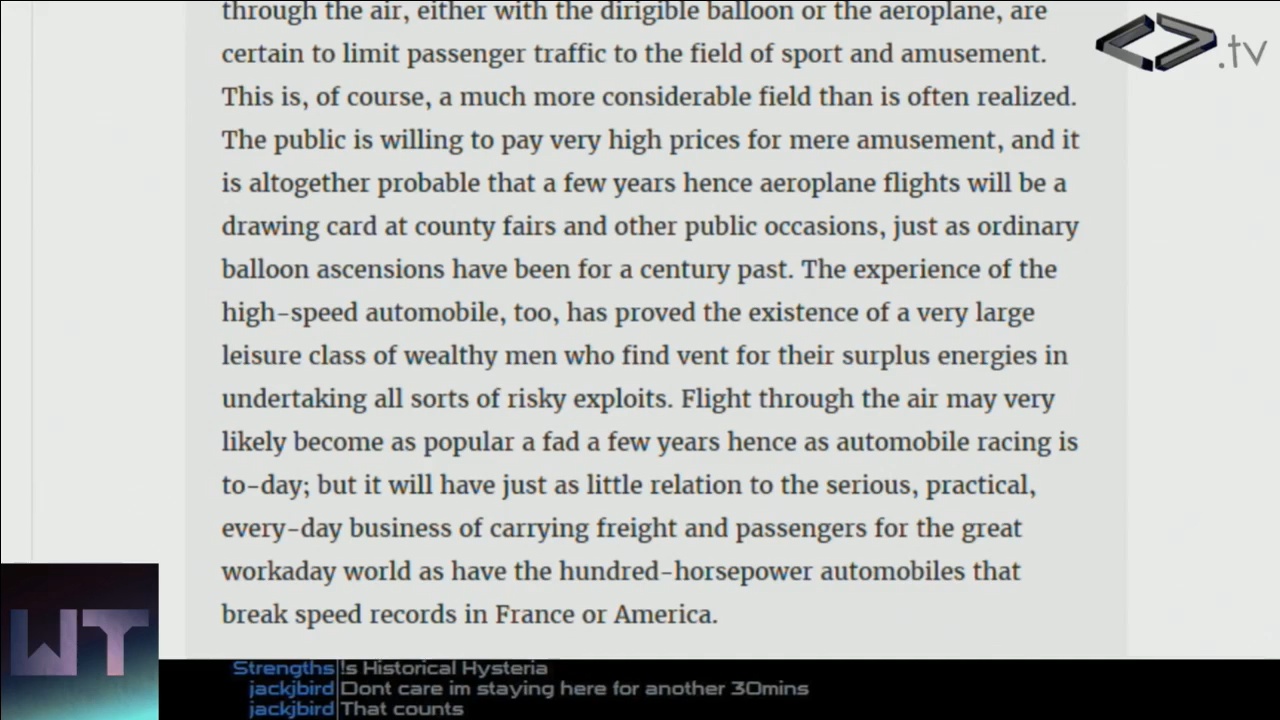 through the air, either with the dirigible balloon or the aeroplane, are
certain to limit passenger traffic to the field of sport and amusement.
This is, of course, a much more considerable field than is often realized.
The public is willing to pay very high prices for mere amusement, and it
is altogether probable that a few years hence aeroplane flights will be a
drawing card at county fairs and other public occasions, just as ordinary
balloon ascensions have been for a century past. The experience of the
high-speed automobile, too, has proved the existence of a very large
leisure class of wealthy men who find vent for their surplus energies in
undertaking all sorts of risky exploits. Flight through the air may very
likely become as popular a fad a few years hence as automobile racing is
to-day; but it will have just as little relation to the serious, practical,
every-day business of carrying freight and passengers for the great
workaday world as have the hundred-horsepower automobiles that
break speed records in France or America.
.tv
WT
Strengths !s Historical Hysteria
jackjbird Dont care im staying here for another 30mins
jackjbird That counts